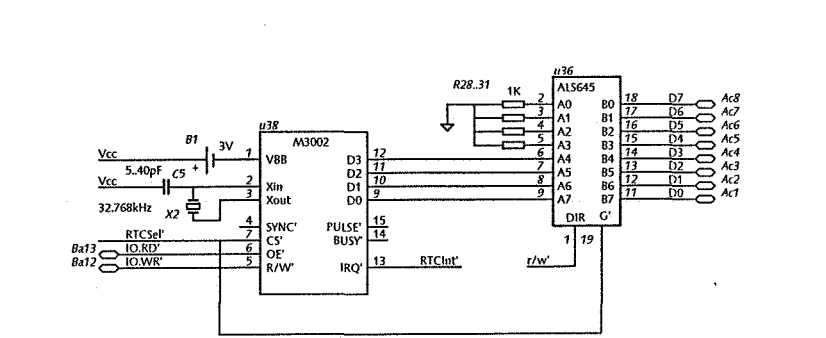 u36
R28..31 1K ALS645
2 A0 B0 18 D7 Ac8
3 A1 B1 17 D6 Ac7
u38 4 A2 B2 16 D5 Ac6
B1 3V M3002 5 A3 B3 15 D4 Ac5
Vcc + 1 VBB D3 12 6 A4 B4 14 D3 Ac4
5..40pF C5 D2 11 7 A5 B5 13 D2 Ac3
Vcc 2 Xin D1 10 8 A6 B6 12 D1 Ac2
32.768kHz X2 3 Xout D0 9 9 A7 B7 11 D0 Ac1
4 SYNC' PULSE' 15 DIR G'
RTCSel' 7 CS' BUSY' 14 1 19
Ba13 IO.RD' 6 OE'
Ba12 IO.WR' 5 R/W' IRQ' 13 RTCInt' r/w'